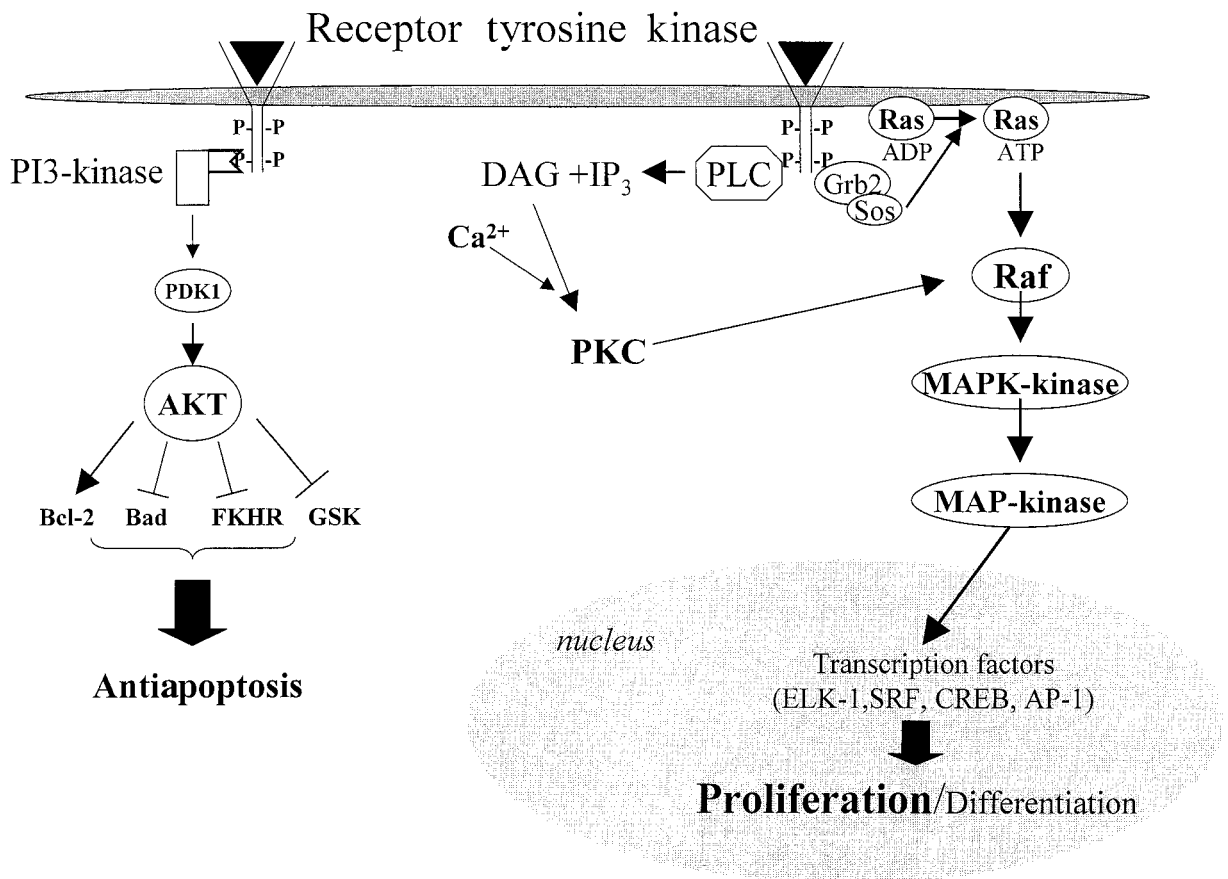 Receptor tyrosine kinase
P- -P
P- -P
PI3-kinase
PDK1
AKT
Bcl-2 Bad FKHR GSK
Antiapoptosis
P- -P
P- -P
Ras
ADP
Ras
ATP
DAG +IP₃
PLC
Grb2
Sos
Ca²⁺
PKC
Raf
MAPK-kinase
MAP-kinase
nucleus
Transcription factors
(ELK-1,SRF, CREB, AP-1)
Proliferation/Differentiation